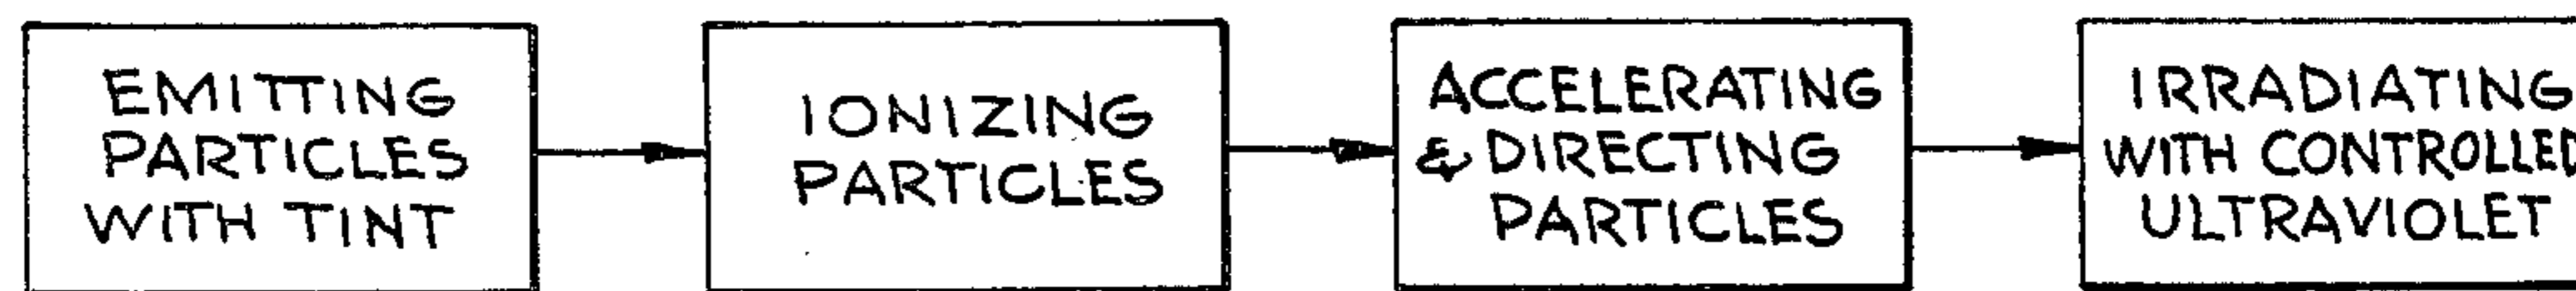 EMITTING
PARTICLES
WITH TINT
IONIZING
PARTICLES
ACCELERATING
& DIRECTING
PARTICLES
IRRADIATING
WITH CONTROLLED
ULTRAVIOLET